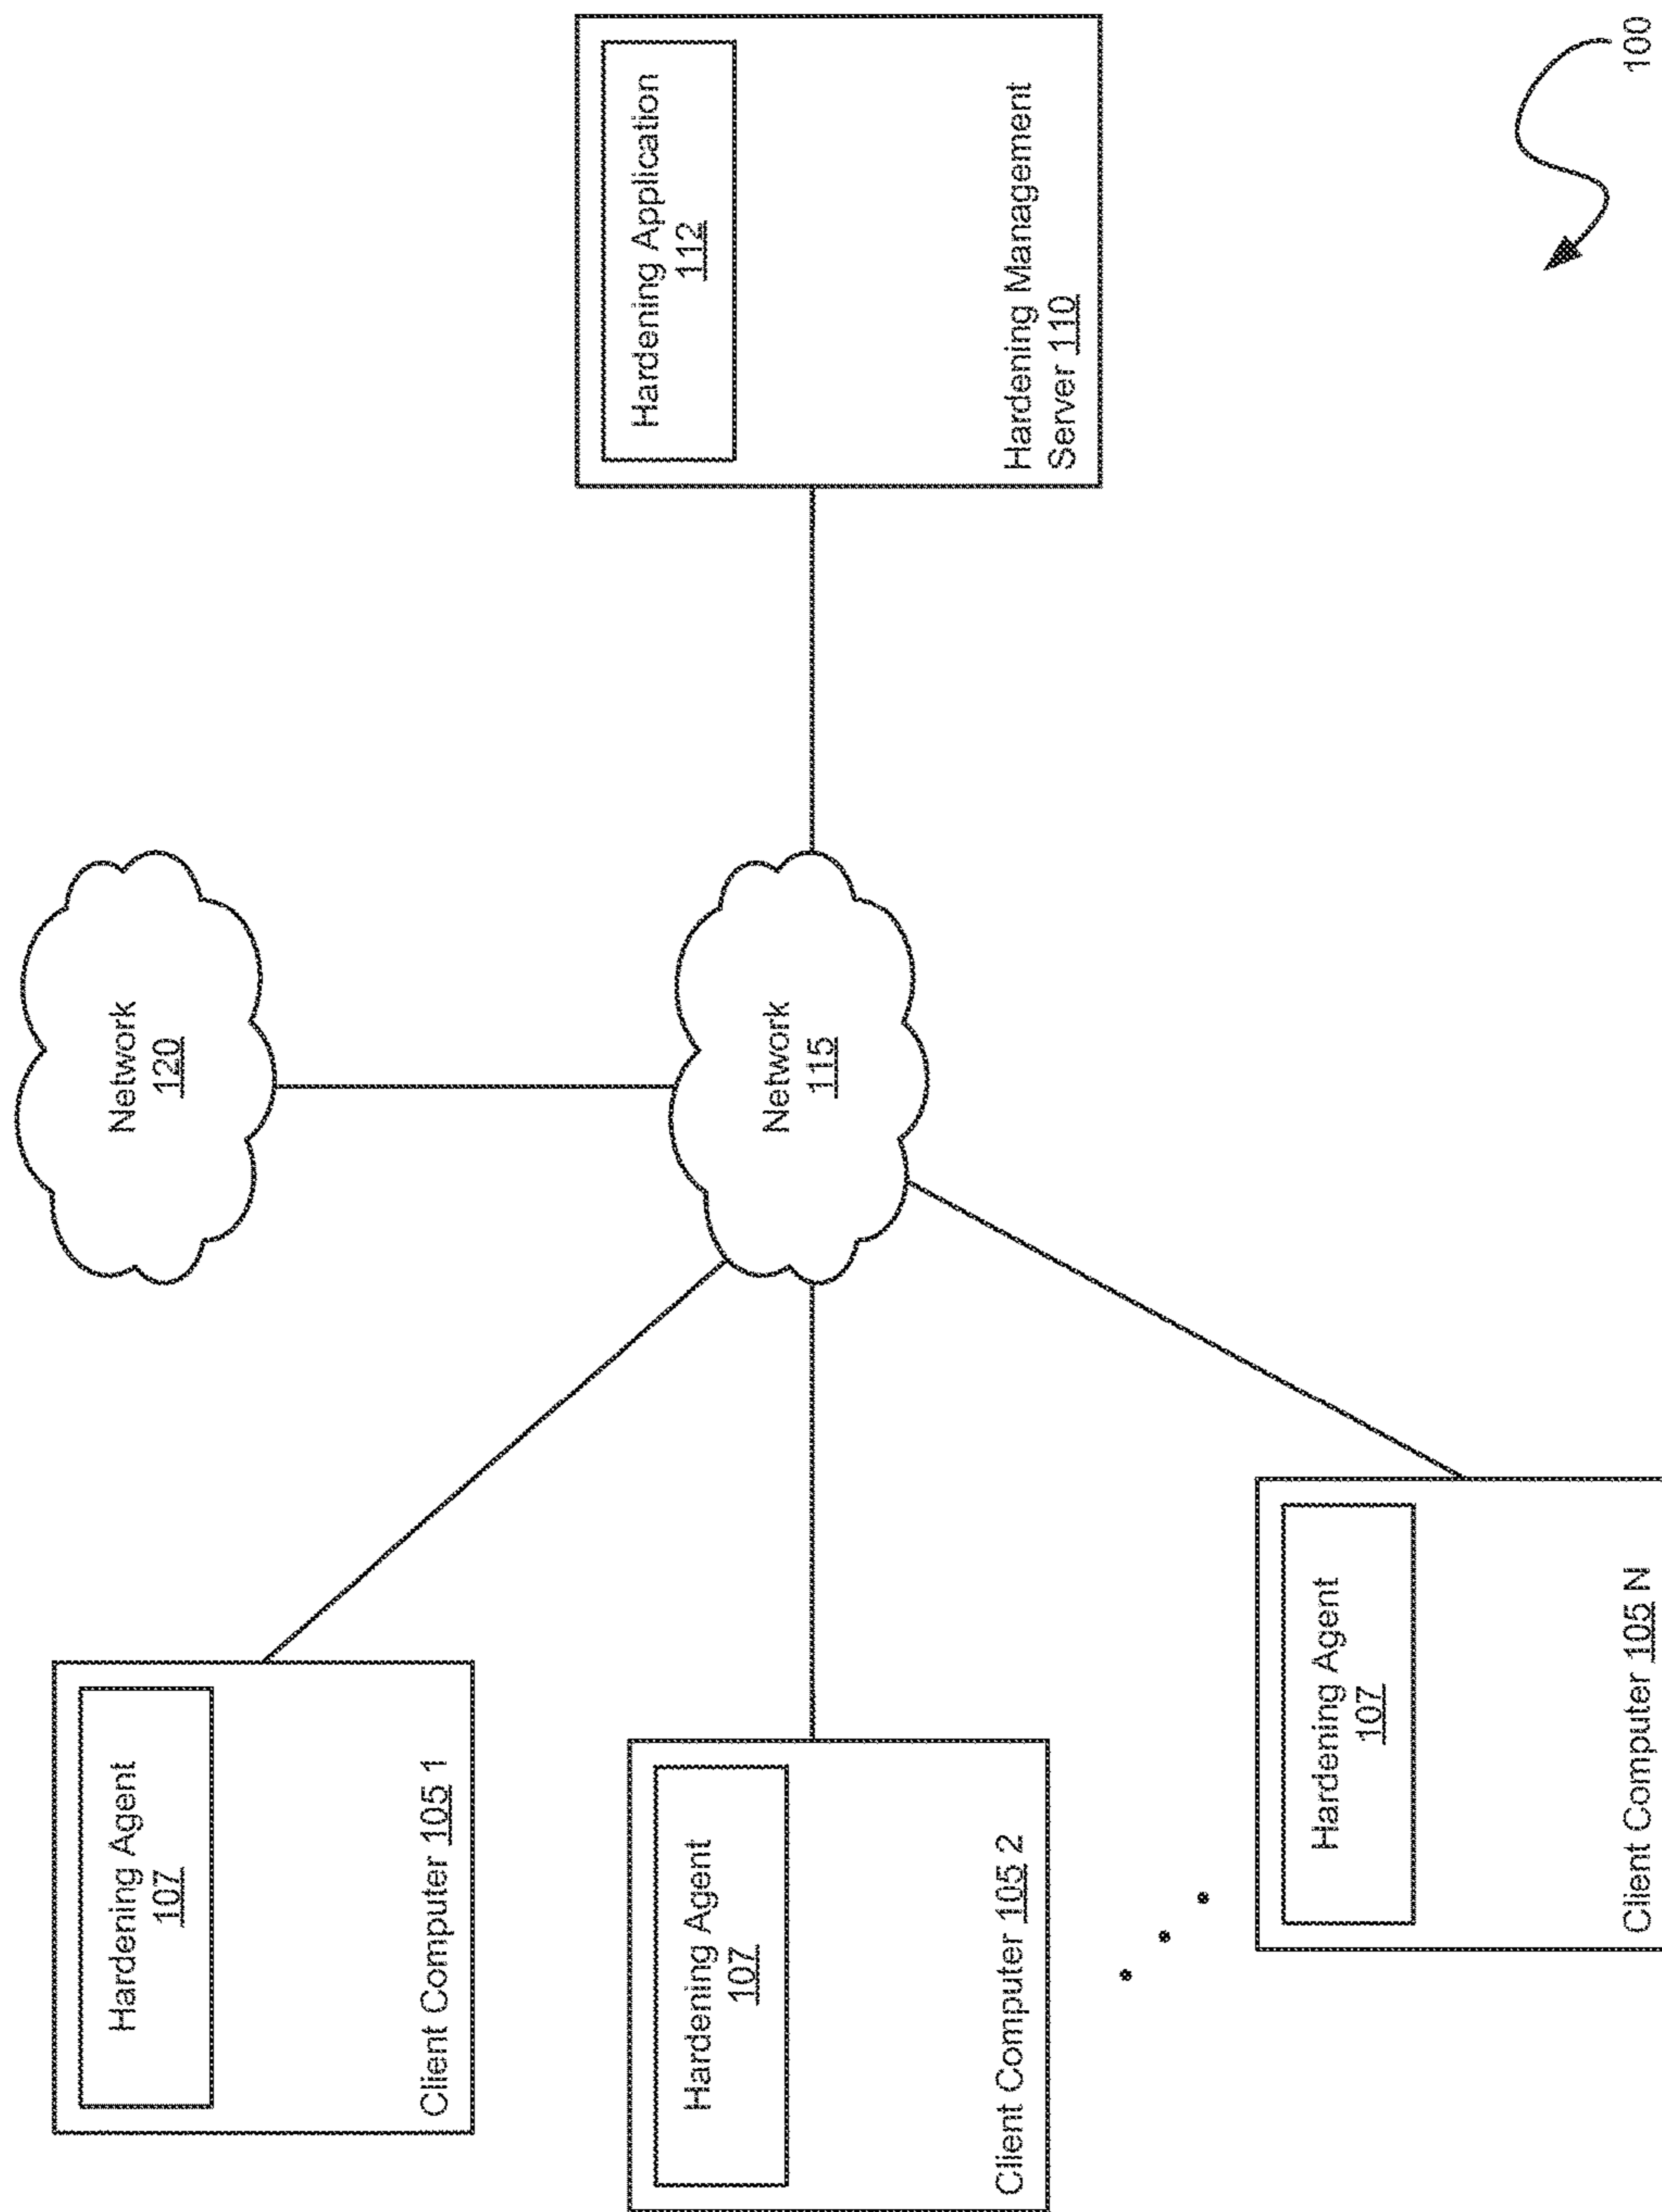 Hardening Agent
107
Client Computer 105 1
Network
120
Hardening Agent
107
Client Computer 105 2
Network
115
Hardening Application
112
Hardening Management
Server 110
Hardening Agent
107
Client Computer 105 N
100